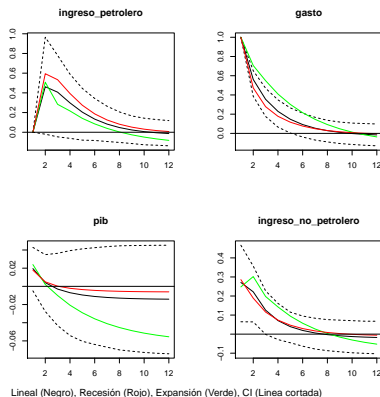 ingreso_petrolero
0.0 0.2 0.4 0.6 0.8 1.0
2 4 6 8 10 12
gasto
0.0 0.2 0.4 0.6 0.8 1.0
2 4 6 8 10 12
pib
-0.06 -0.02 0.02
2 4 6 8 10 12
ingreso_no_petrolero
-0.1 0.1 0.2 0.3 0.4
2 4 6 8 10 12
Lineal (Negro), Recesión (Rojo), Expansión (Verde), CI (Linea cortada)